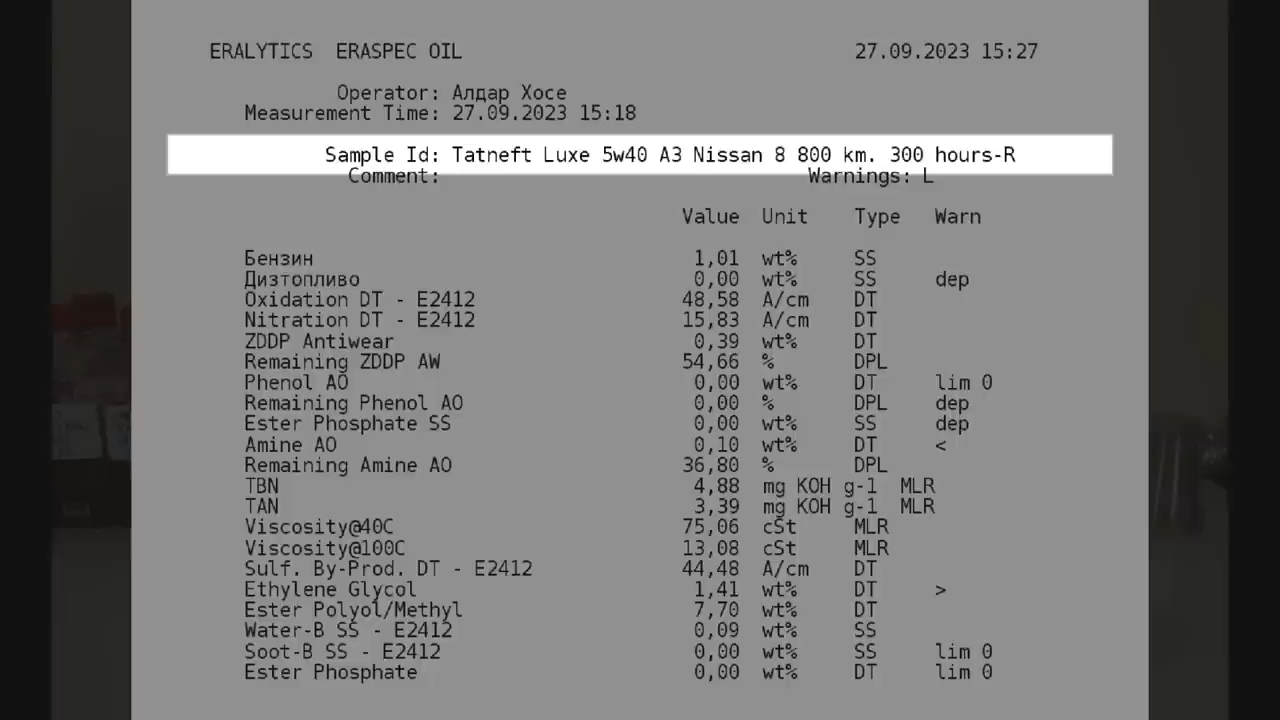 ERALYTICS ERASPEC OIL 27.09.2023 15:27
Operator: Алдар Хосе
Measurement Time: 27.09.2023 15:18
Sample Id: Tatneft Luxe 5w40 A3 Nissan 8 800 km. 300 hours-R
Comment: Warnings: L
Value Unit Type Warn
Бензин 1,01 wt% SS
Дизтопливо 0,00 wt% SS dep
Oxidation DT - E2412 48,58 A/cm DT
Nitration DT - E2412 15,83 A/cm DT
ZDDP Antiwear 0,39 wt% DT
Remaining ZDDP AW 54,66 % DPL
Phenol AO 0,00 wt% DT lim 0
Remaining Phenol AO 0,00 % DPL dep
Ester Phosphate SS 0,00 wt% SS dep
Amine AO 0,10 wt% DT <
Remaining Amine AO 36,80 % DPL
TBN 4,88 mg KOH g-1 MLR
TAN 3,39 mg KOH g-1 MLR
Viscosity@40C 75,06 cSt MLR
Viscosity@100C 13,08 cSt MLR
Sulf. By-Prod. DT - E2412 44,48 A/cm DT
Ethylene Glycol 1,41 wt% DT >
Ester Polyol/Methyl 7,70 wt% DT
Water-B SS - E2412 0,09 wt% SS
Soot-B SS - E2412 0,00 wt% SS lim 0
Ester Phosphate 0,00 wt% DT lim 0